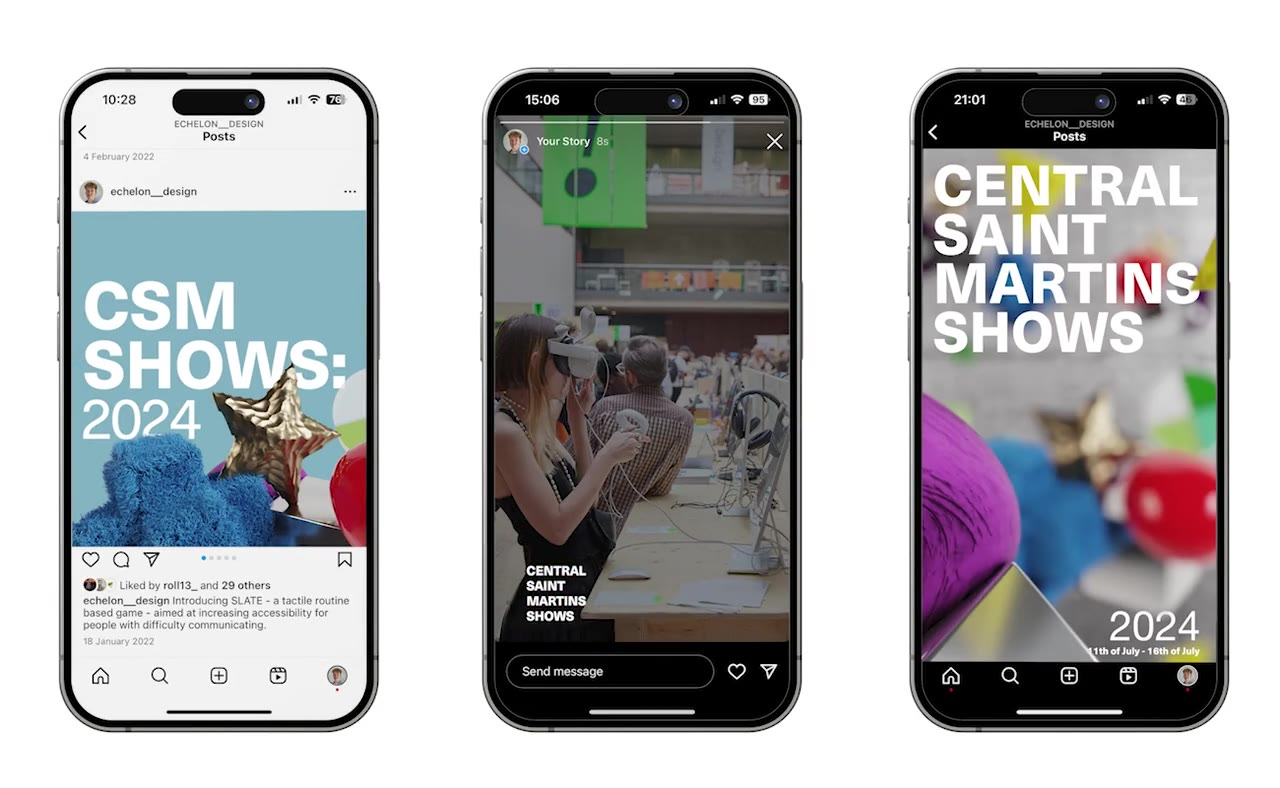 10:28
76
ECHELON__DESIGN
Posts
4 February 2022
echelon__design
CSM
SHOWS:
2024
Liked by roll13_ and 29 others
echelon__design Introducing SLATE - a tactile routine
based game - aimed at increasing accessibility for
people with difficulty communicating.
18 January 2022
15:06
95
Your Story 8s
!
Design
CENTRAL
SAINT
MARTINS
SHOWS
Send message
21:01
46
ECHELON__DESIGN
Posts
CENTRAL
SAINT
MARTINS
SHOWS
2024
11th of July - 16th of July